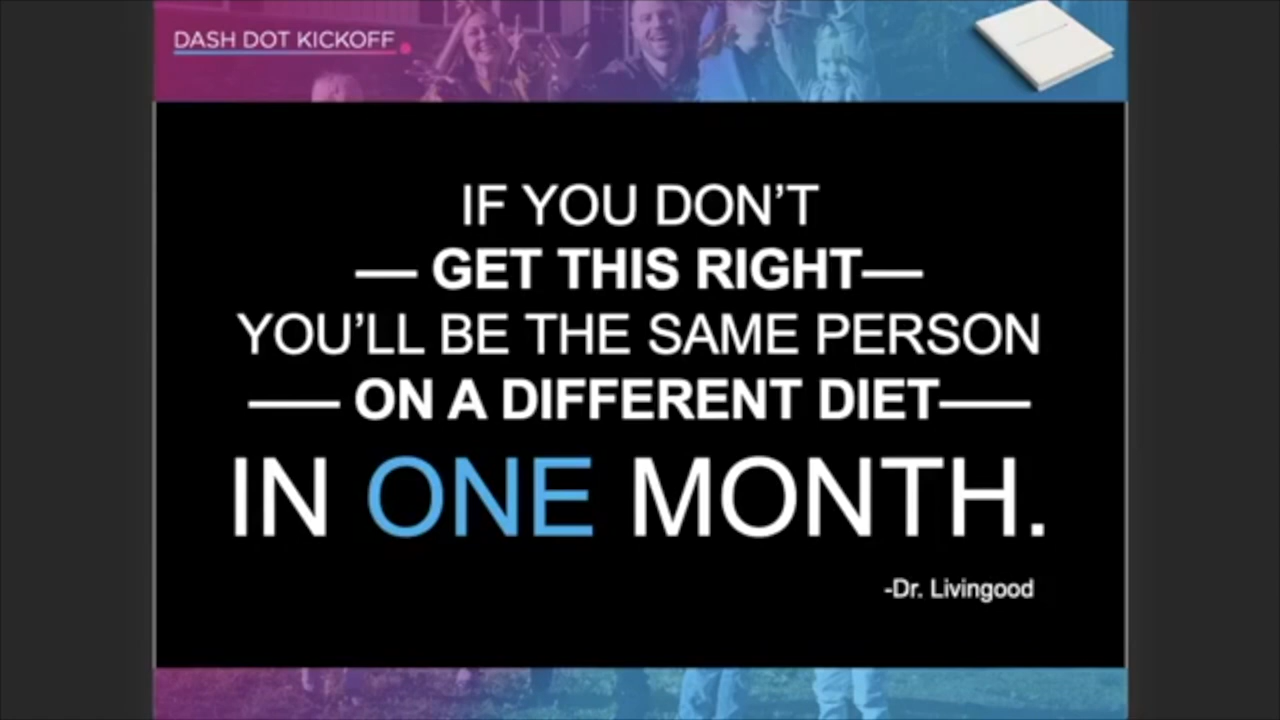 DASH DOT KICKOFF
IF YOU DON’T
— GET THIS RIGHT—
YOU’LL BE THE SAME PERSON
— ON A DIFFERENT DIET—
IN ONE MONTH.
-Dr. Livingood